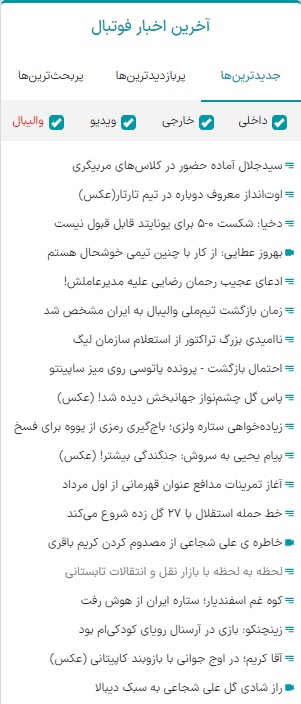 آخرین اخبار فوتبال
جدیدترین‌ها پربازدیدترین‌ها پربحث‌ترین‌ها
داخلی خارجی ویدیو والیبال
سیدجلال آماده حضور در کلاس‌های مربیگری
اوت‌انداز معروف دوباره در تیم تارتار(عکس)
دخیا: شکست ۰-۵ برای یونایتد قابل قبول نیست
بهروز عطایی: از کار با چنین تیمی خوشحال هستم
ادعای عجیب رحمان رضایی علیه مدیرعاملش!
زمان بازگشت تیم‌ملی والیبال به ایران مشخص شد
ناامیدی بزرگ تراکتور از استعلام سازمان لیگ
احتمال بازگشت - پرونده پاتوسی روی میز ساپینتو
پاس گل چشم‌نواز جهانبخش دیده شد! (عکس)
زیاده‌خواهی ستاره ولزی؛ باج‌گیری رمزی از یووه برای فسخ
پیام یحیی به سروش: جنگندگی بیشتر! (عکس)
آغاز تمرینات مدافع عنوان قهرمانی از اول مرداد
خط حمله استقلال با ۲۷ گل زده شروع می‌کند
خاطره ی علی شجاعی از مصدوم کردن کریم باقری
لحظه به لحظه با بازار نقل و انتقالات تابستانی
کوه غم اسفندیار؛ ستاره ایران از هوش رفت
زینچنکو: بازی در آرسنال رویای کودکی‌ام بود
آقا کریم؛ در اوج جوانی با بازوبند کاپیتانی (عکس)
راز شادی گل علی شجاعی به سبک دیبالا